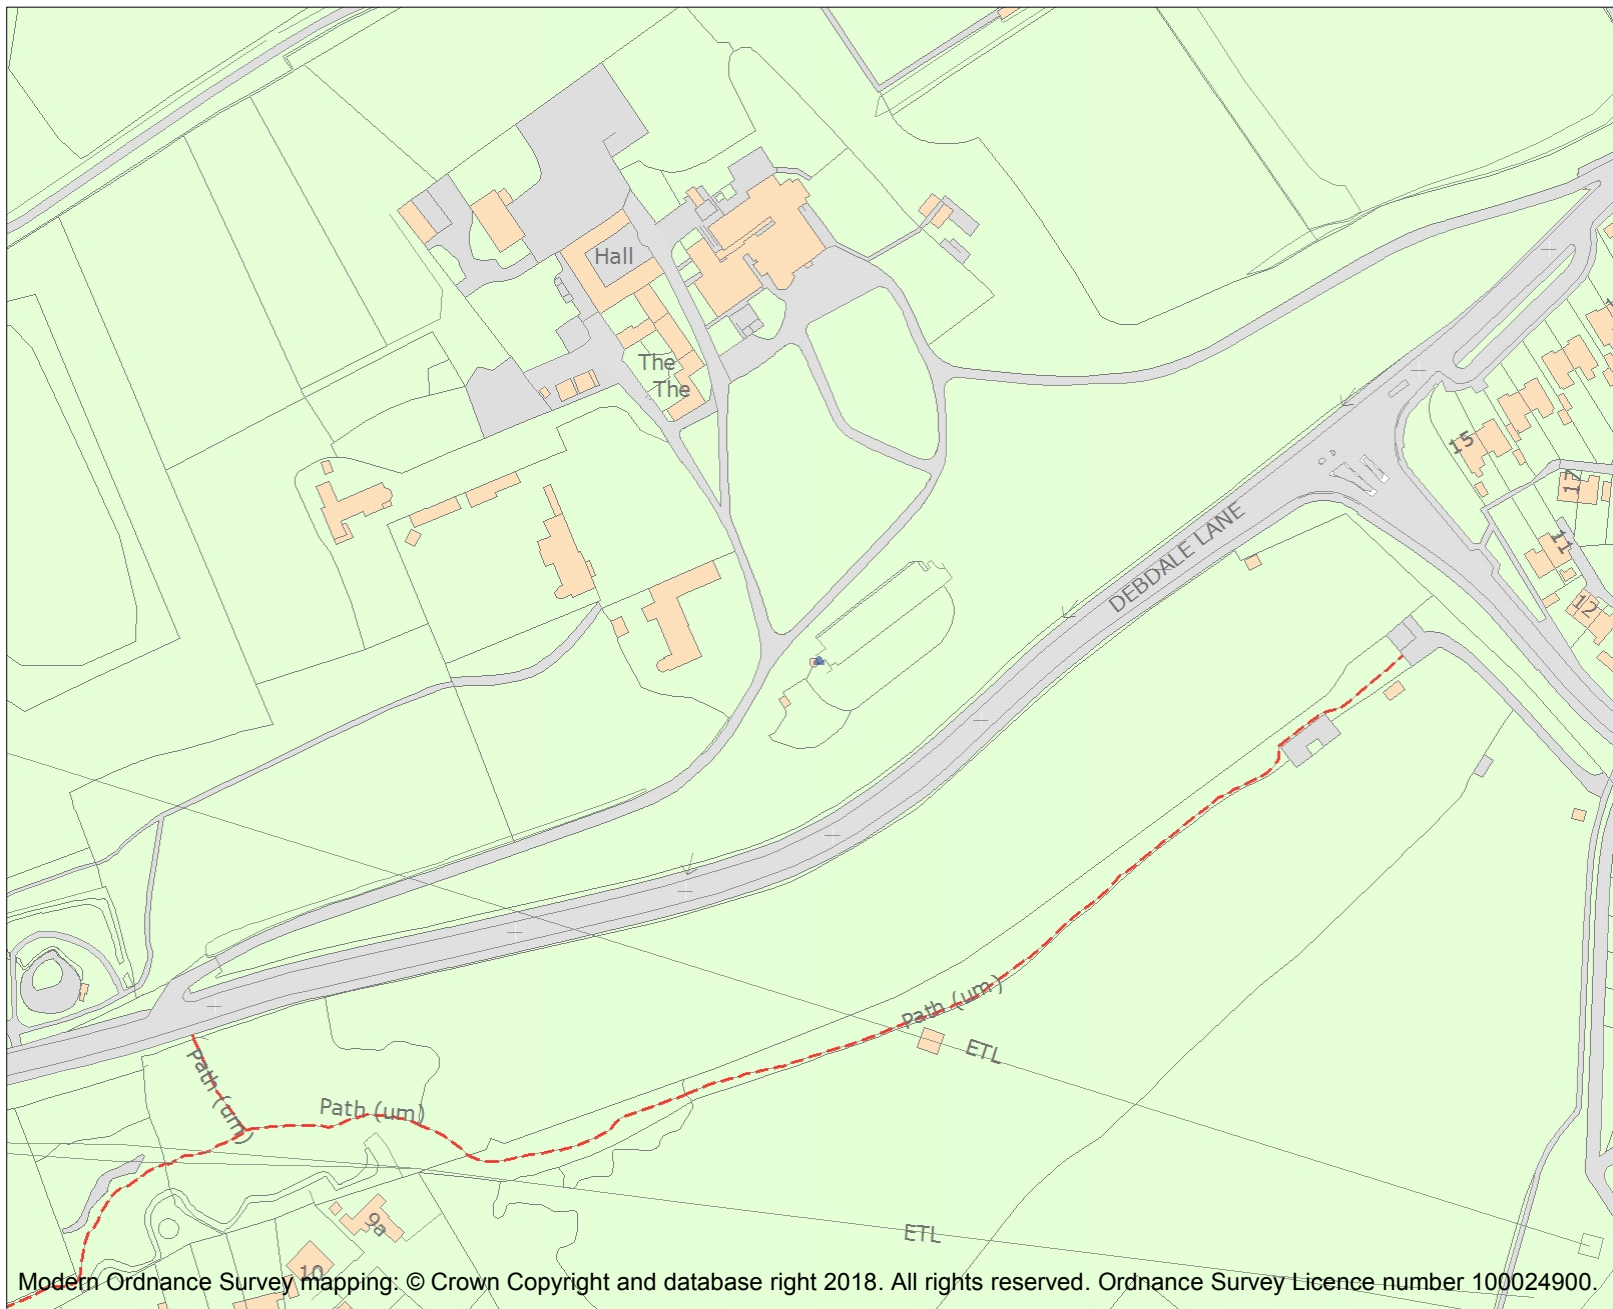 Hall
The
The
DEBDALE LANE
15
17
11
12
Path (um)
ETL
Path (um)
Path (um)
ETL
9a
10
Modern Ordnance Survey mapping: © Crown Copyright and database right 2018. All rights reserved. Ordnance Survey Licence number 100024900.